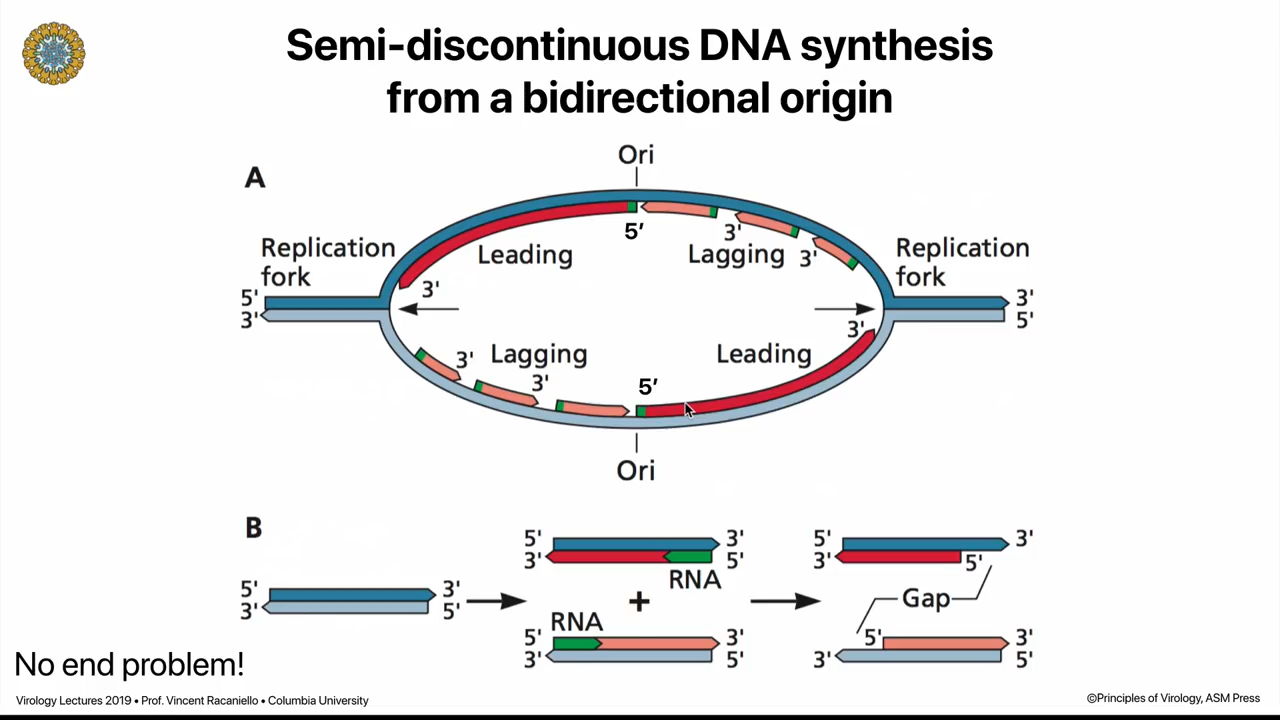 Semi-discontinuous DNA synthesis
from a bidirectional origin
A
Ori
5′
3'
Lagging
3'
Leading
Replication
fork
Replication
fork
3'
5'
3'
3'
5'
3'
3'
Lagging
3'
Leading
5′
Ori
B
5'
3'
3'
5'
5'
3'
3'
5'
RNA
+
RNA
5'
3'
3'
5'
5'
3'
3'
5'
Gap
5'
3'
3'
5'
No end problem!
Virology Lectures 2019 • Prof. Vincent Racaniello • Columbia University
©Principles of Virology, ASM Press